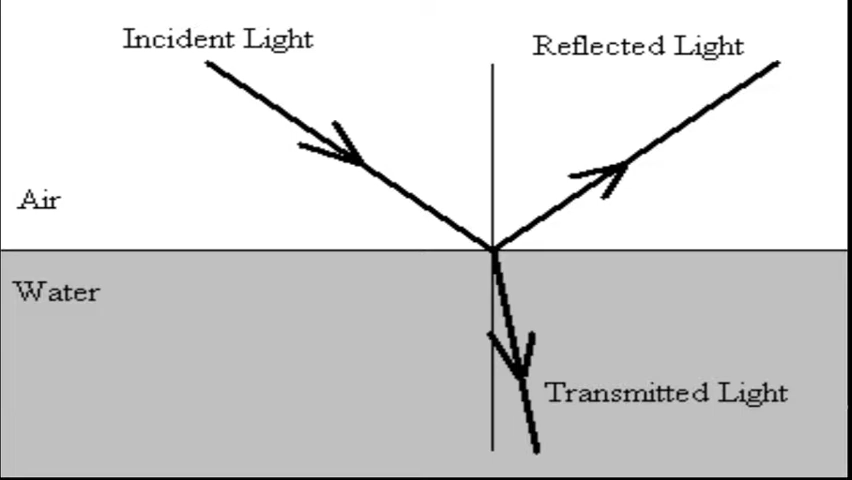 Incident Light
Reflected Light
Air
Water
Transmitted Light